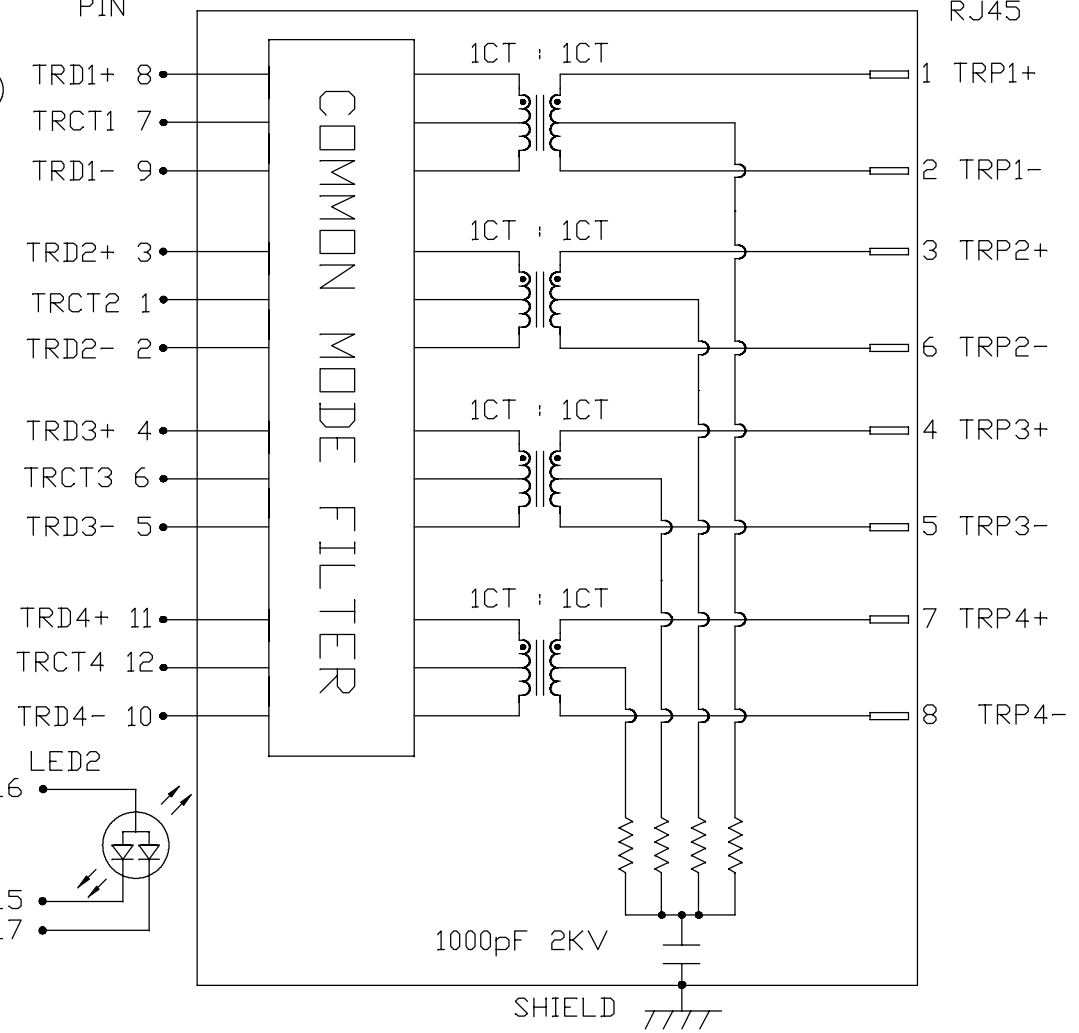 PIN RJ45
1CT : 1CT
TRD1+ 8 1 TRP1+
TRCT1 7
TRD1- 9 2 TRP1-
1CT : 1CT
TRD2+ 3 3 TRP2+
TRCT2 1
TRD2- 2 6 TRP2-
1CT : 1CT
TRD3+ 4 4 TRP3+
TRCT3 6
TRD3- 5 5 TRP3-
1CT : 1CT
TRD4+ 11 7 TRP4+
TRCT4 12
TRD4- 10 8 TRP4-
COMMON MODE FILTER
LED2
16
15
17
1000pF 2KV
SHIELD